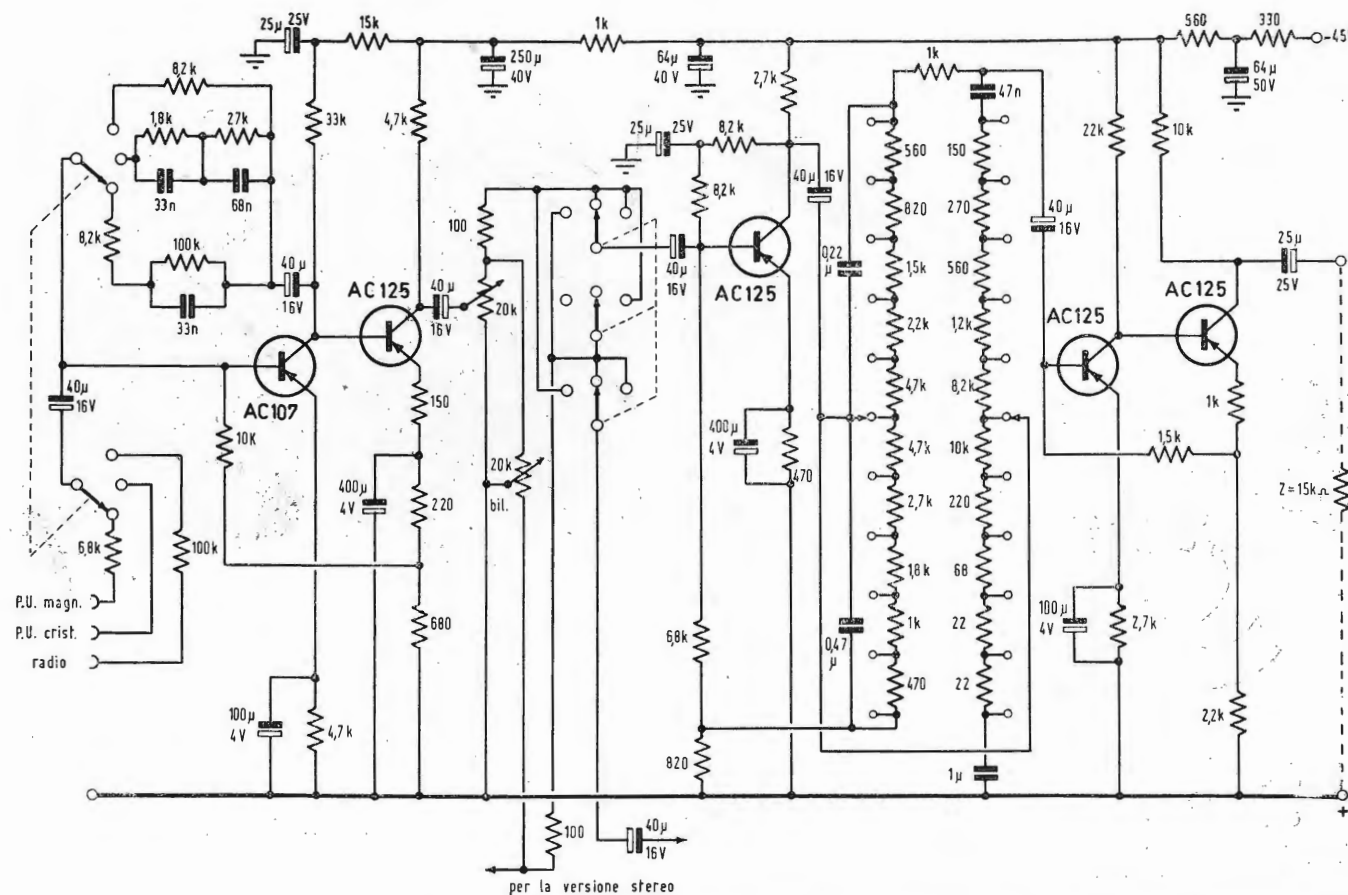 25µ
25V
15k
1k
560
330
-45
250µ
40V
64µ
40V
64µ
50V
8,2k
1,8k
27k
33n
68n
8,2k
100k
33n
40µ
16V
33k
4,7k
AC107
AC125
40µ
16V
10K
150
220
680
400µ
4V
100µ
4V
4,7k
40µ
16V
6,8k
100k
P.U. magn.
P.U. crist.
radio
100
20k
20k
bil.
100
40µ
16V
per la versione stereo
25µ
25V
8,2k
8,2k
2,7k
40µ
16V
AC125
40µ
16V
400µ
4V
470
68k
820
0,22
µ
0,47
µ
1k
47n
560
820
1,5k
2,2k
4,7k
4,7k
2,7k
1,8k
1k
470
150
270
560
1,2k
8,2k
10k
220
68
22
22
1µ
40µ
16V
22k
10k
AC125
AC125
25µ
25V
1k
1,5k
100µ
4V
2,7k
2,2k
Z=15kΩ
+